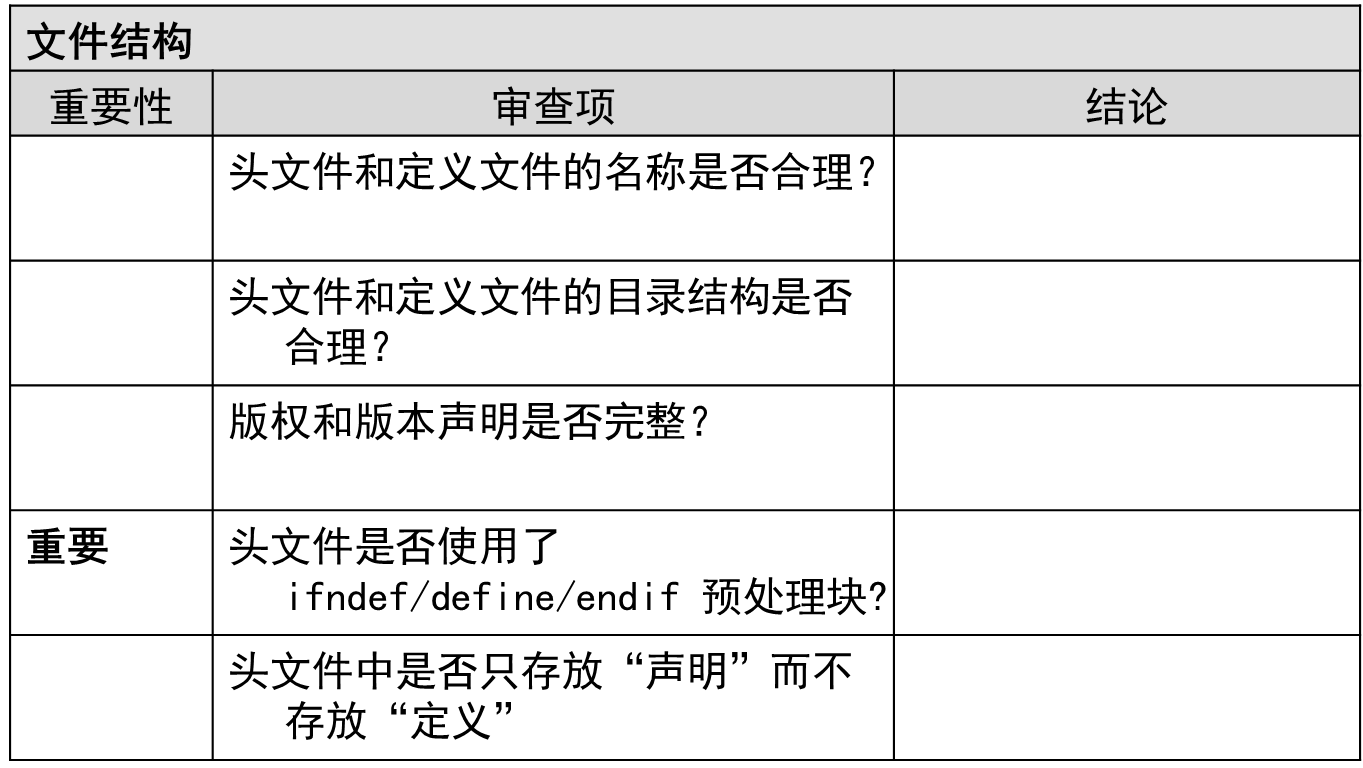 文件结构
重要性 审查项 结论
头文件和定义文件的名称是否合理?
头文件和定义文件的目录结构是否
合理?
版权和版本声明是否完整?
重要 头文件是否使用了
ifndef/define/endif 预处理块?
头文件中是否只存放“声明”而不
存放“定义”